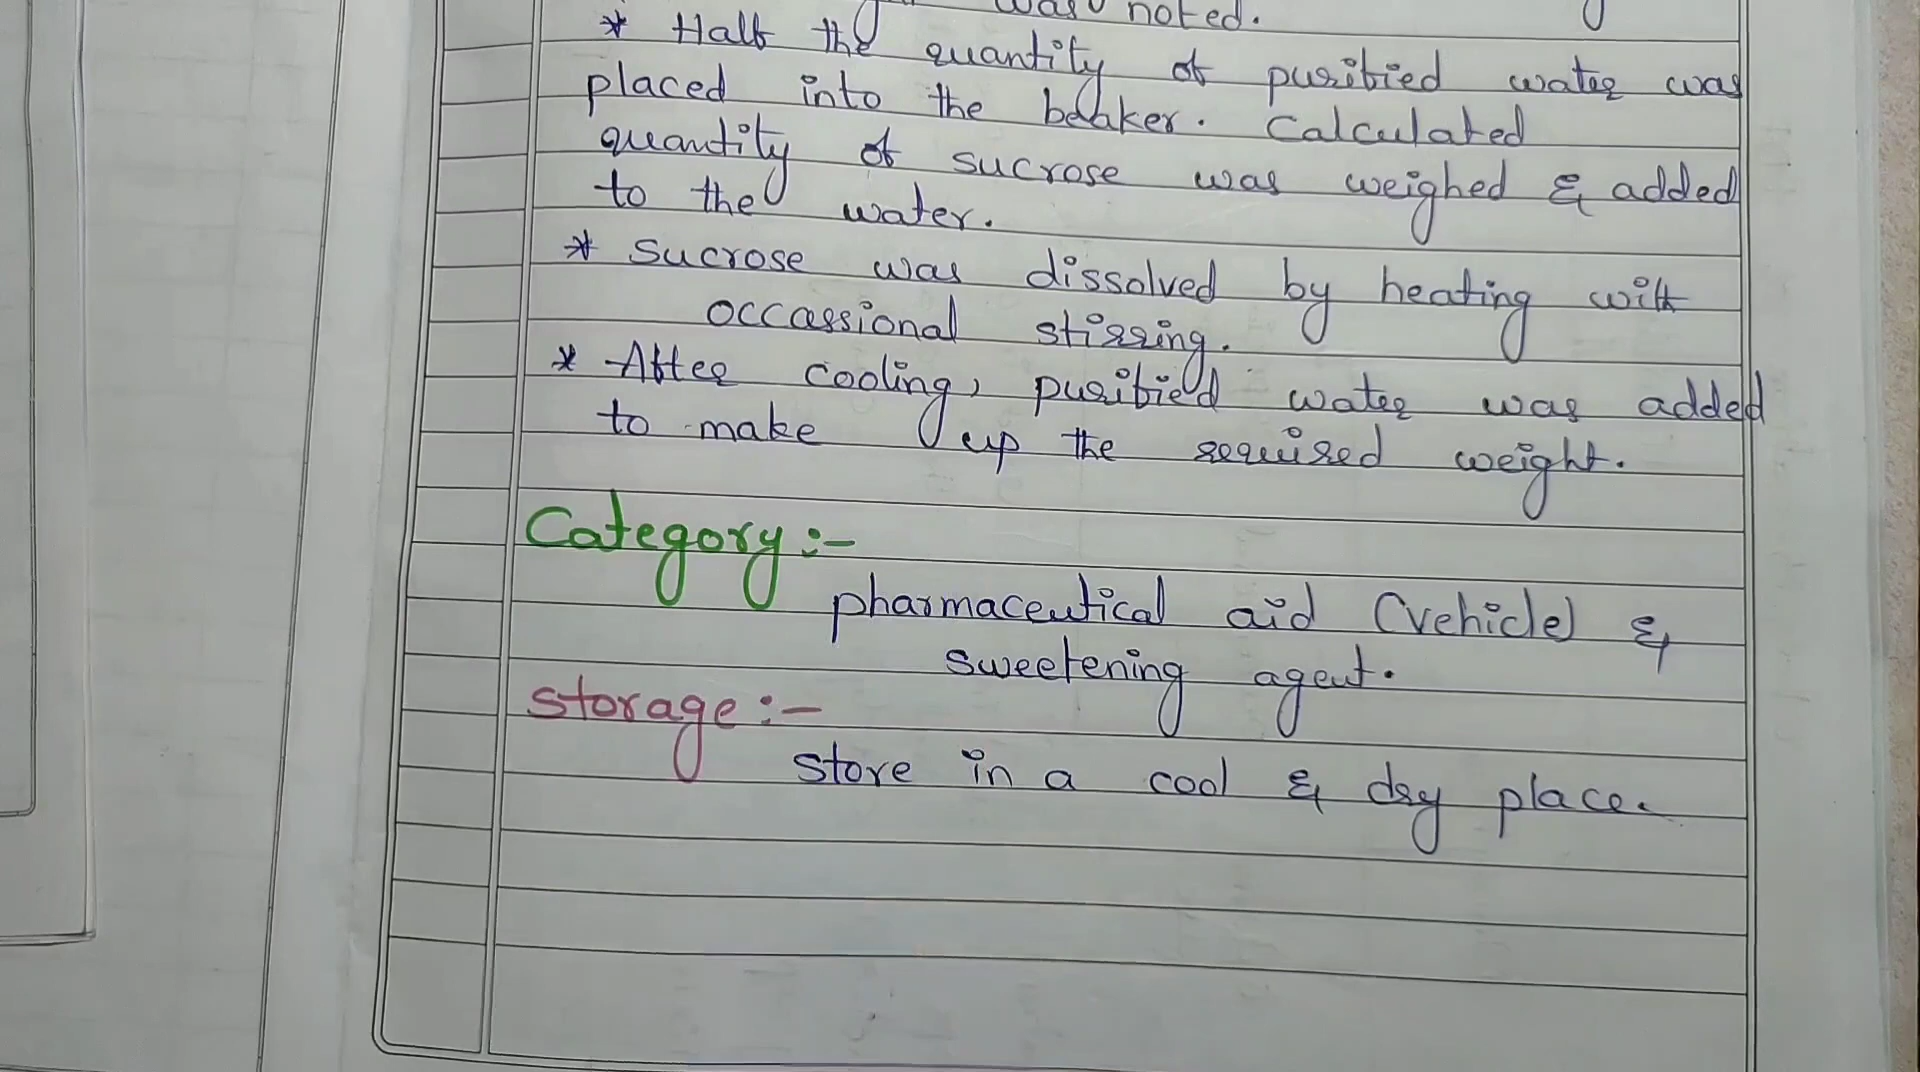 was noted.
* Half the quantity of purified water was
placed into the beaker. Calculated
quantity of sucrose was weighed & added
to the water.
* Sucrose was dissolved by heating with
occassional stirring.
* After cooling, purified water was added
to make up the required weight.
Category:-
pharmaceutical aid (vehicle) &
sweetening agent.
Storage:-
store in a cool & dry place.